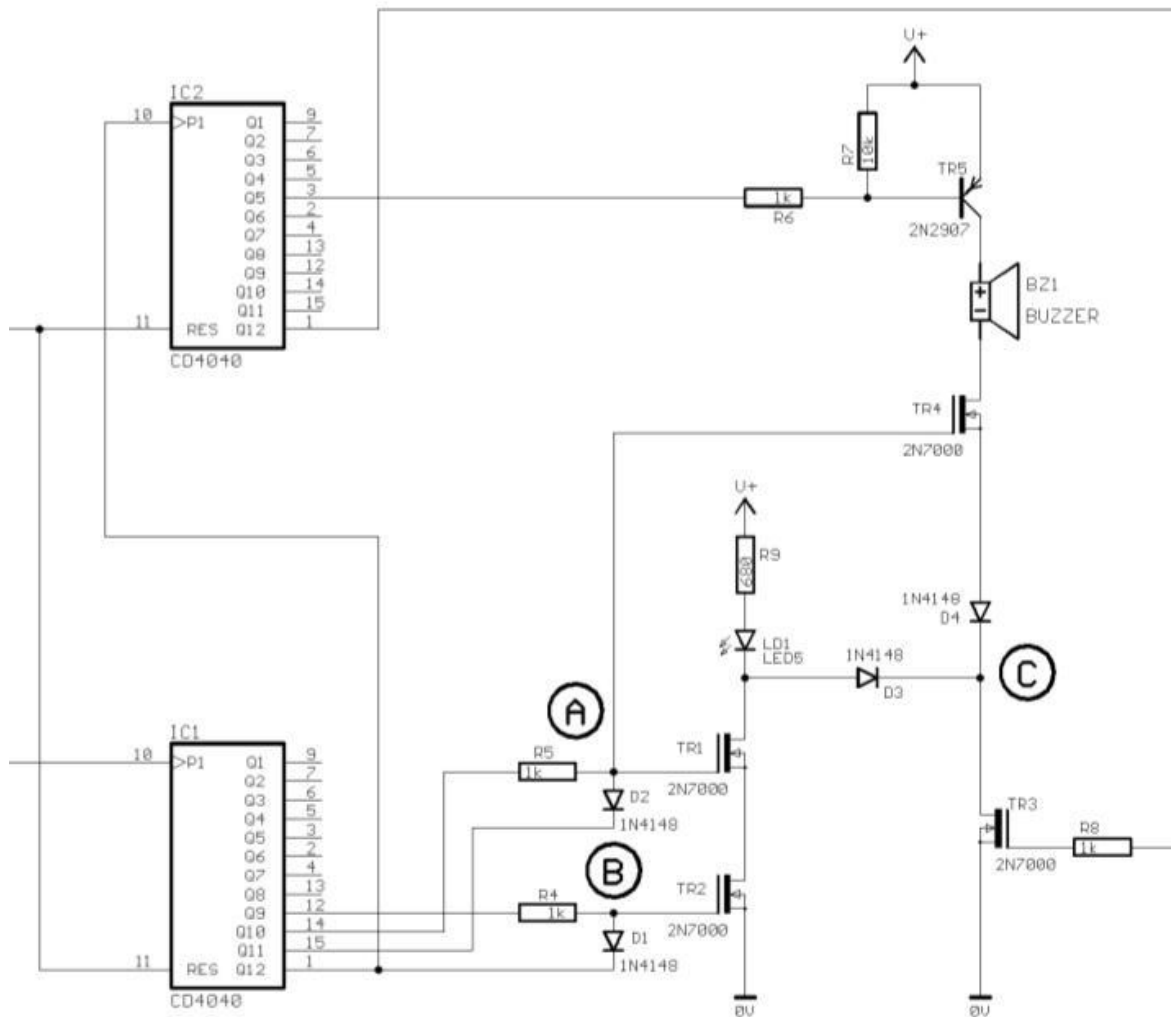 U+
IC2
10 P1 Q1 9
Q2 7
Q3 6
Q4 5
Q5 3
Q6 2
Q7 4
Q8 13
Q9 12
Q10 14
Q11 15
11 RES Q12 1
CD4040
R7 10k
1k
R6
TR5
2N2907
+
-
BZ1
BUZZER
TR4
2N7000
U+
R9
680
LD1
LED5
1N4148
D4
1N4148
D3
C
A
IC1
10 P1 Q1 9
Q2 7
Q3 6
Q4 5
Q5 3
Q6 2
Q7 4
Q8 13
Q9 12
Q10 14
Q11 15
11 RES Q12 1
CD4040
R5
1k
D2
1N4148
TR1
2N7000
B
R4
1k
D1
1N4148
TR2
2N7000
TR3
2N7000
R8
1k
0V
0V